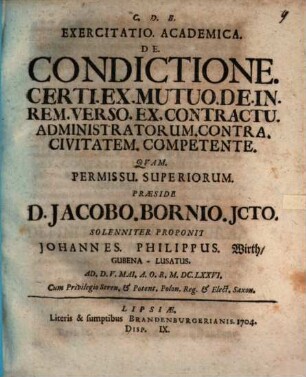 C. D. B.
EXERCITATIO. ACADEMICA.
DE.
CONDICTIONE.
CERTI. EX. MUTUO. DE. IN-
REM. VERSO. EX. CONTRACTU.
ADMINISTRATORUM. CONTRA.
CIVITATEM. COMPETENTE.
QVAM.
PERMISSU. SUPERIORUM.
PRÆSIDE
D. JACOBO. BORNIO. JCTO.
SOLENNITER PROPONIT
JOHANNES. PHILIPPUS. Wirth/
GUBENA-LUSATUS.
AD. D. V. MAI, A. O. R, M. DC. LXXVI,
Cum Privilegio Seren, & Potent, Polon. Reg. & Elect, Saxon.
LIPSIÆ,
Literis & sumptibus BRANDENBURGERIANIS. 1704.
DISP. IX.